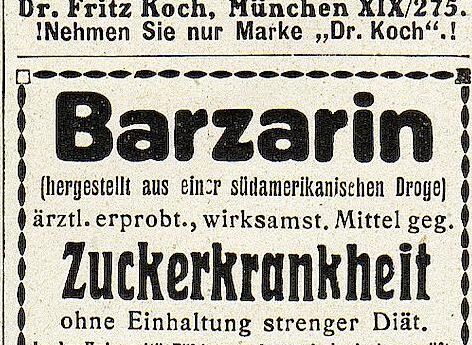 Dr. Fritz Koch, München XIX/275.
!Nehmen Sie nur Marke „Dr. Koch“.!
Barzarin
(hergestellt aus einer südamerikanischen Droge)
ärztl. erprobt., wirksamst. Mittel geg.
Zuckerkrankheit
ohne Einhaltung strenger Diät.